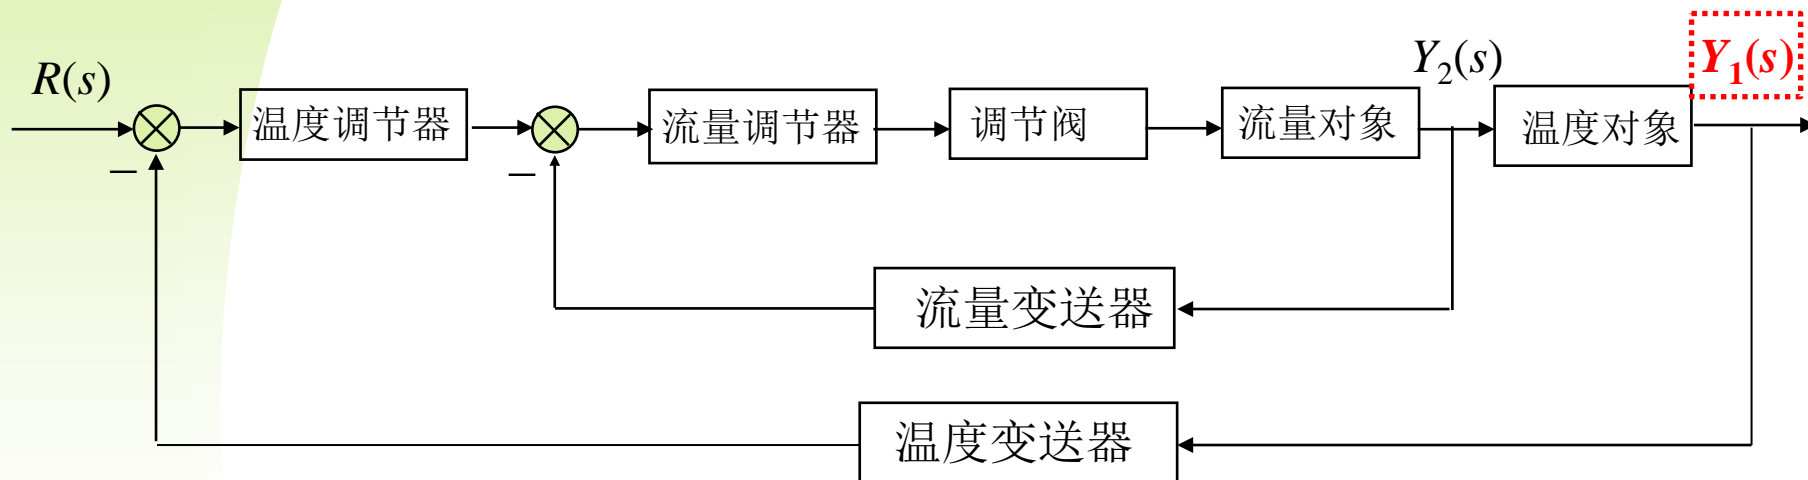 R(s)
Y₂(s)
Y₁(s)
温度调节器
流量调节器
调节阀
流量对象
温度对象
−
−
流量变送器
温度变送器